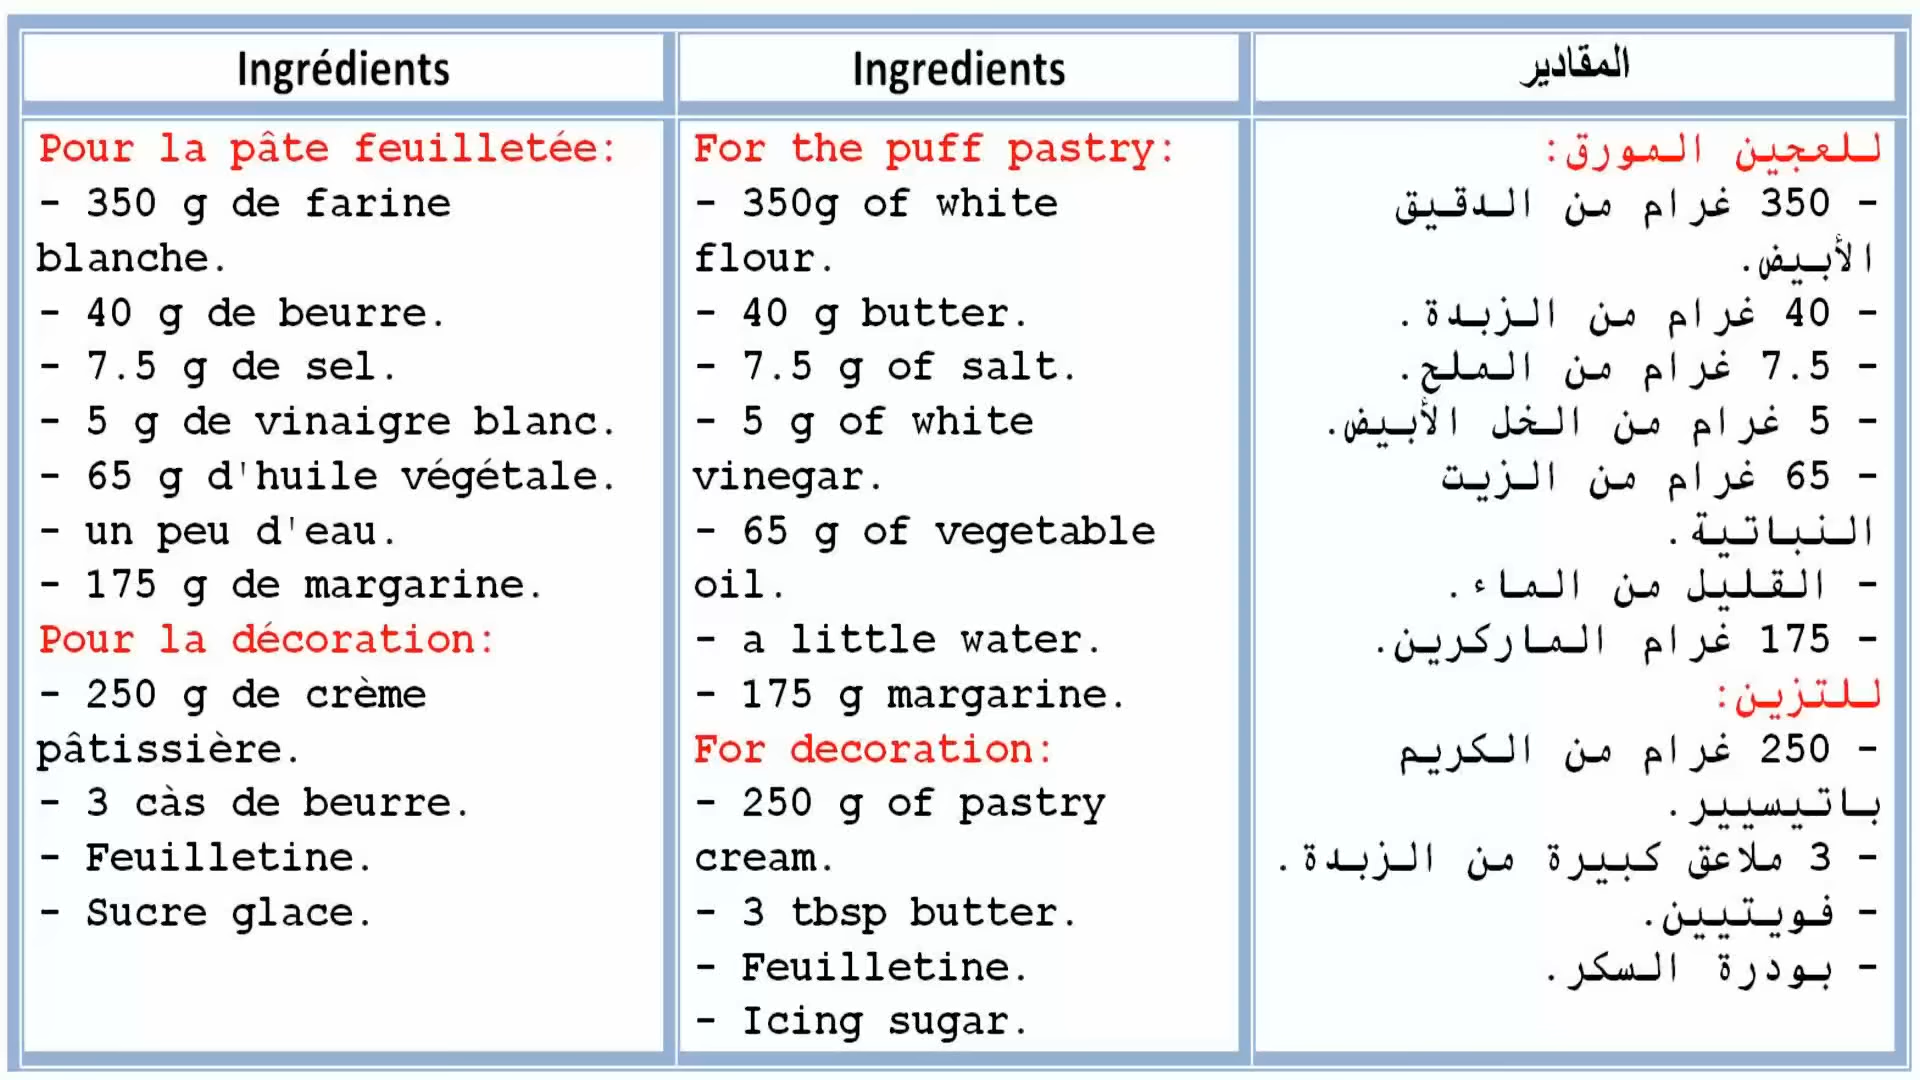 Ingrédients
Pour la pâte feuilletée:
- 350 g de farine
blanche.
- 40 g de beurre.
- 7.5 g de sel.
- 5 g de vinaigre blanc.
- 65 g d'huile végétale.
- un peu d'eau.
- 175 g de margarine.
Pour la décoration:
- 250 g de crème
pâtissière.
- 3 càs de beurre.
- Feuilletine.
- Sucre glace.
Ingredients
For the puff pastry:
- 350g of white
flour.
- 40 g butter.
- 7.5 g of salt.
- 5 g of white
vinegar.
- 65 g of vegetable
oil.
- a little water.
- 175 g margarine.
For decoration:
- 250 g of pastry
cream.
- 3 tbsp butter.
- Feuilletine.
- Icing sugar.
المقادير
للعجين المورق:
- 350 غرام من الدقيق
الأبيض.
- 40 غرام من الزبدة.
- 7.5 غرام من الملح.
- 5 غرام من الخل الأبيض.
- 65 غرام من الزيت
النباتية.
- القليل من الماء.
- 175 غرام الماركرين.
للتزين:
- 250 غرام من الكريم
باتيسيير.
- 3 ملاعق كبيرة من الزبدة.
- فويتيين.
- بودرة السكر.